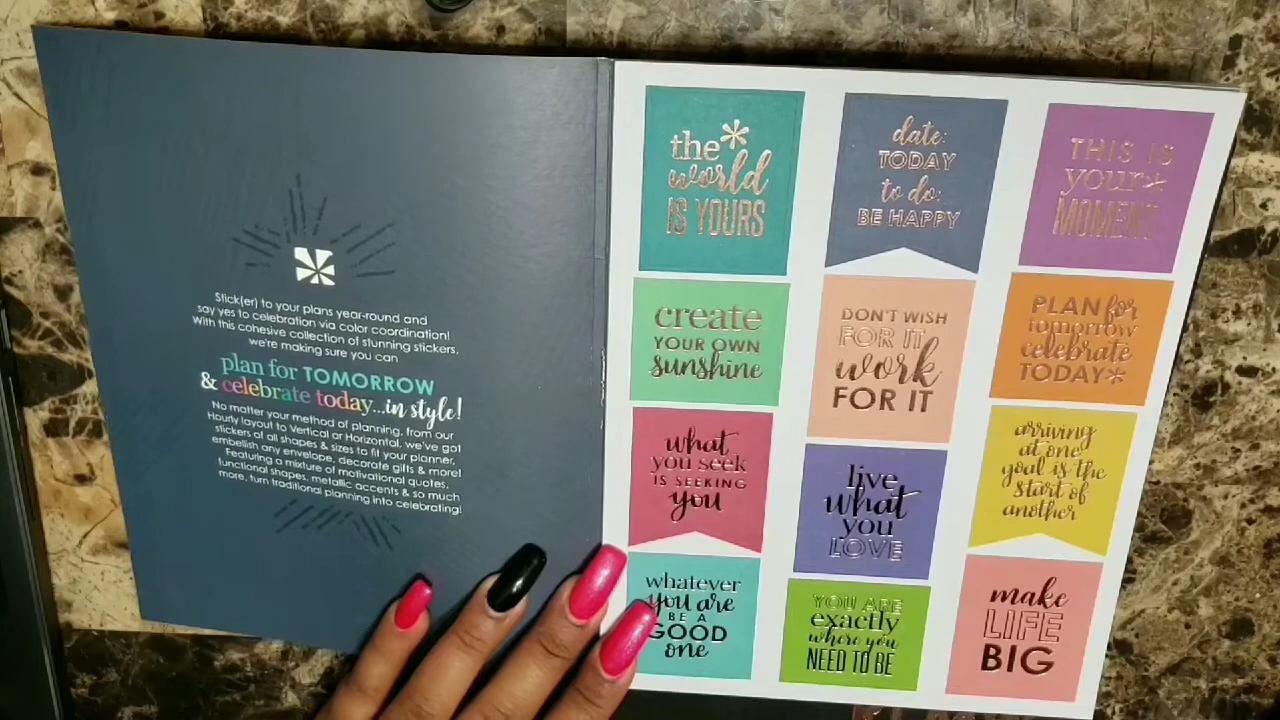 Stick(er) to your plans year-round and
say yes to celebration via color coordination!
With this cohesive collection of stunning stickers,
we're making sure you can
plan for TOMORROW
& celebrate today...in style!
No matter your method of planning, from our
Hourly layout to Vertical or Horizontal, we've got
stickers of all shapes & sizes to fit your planner,
embellish any envelope, decorate gifts & more!
Featuring a mixture of motivational quotes,
functional shapes, metallic accents & so much
more, turn traditional planning into celebrating!
the
world
IS YOURS
date:
TODAY
to do:
BE HAPPY
THIS IS
your
MOMENT
create
YOUR OWN
sunshine
DON'T WISH
FOR IT
work
FOR IT
PLAN for
tomorrow
celebrate
TODAY*
what
you seek
IS SEEKING
you
live
what
you
LOVE
arriving
at one
goal is the
start of
another
whatever
you are
BE A
GOOD
one
YOU ARE
exactly
where you
NEED TO BE
make
LIFE
BIG